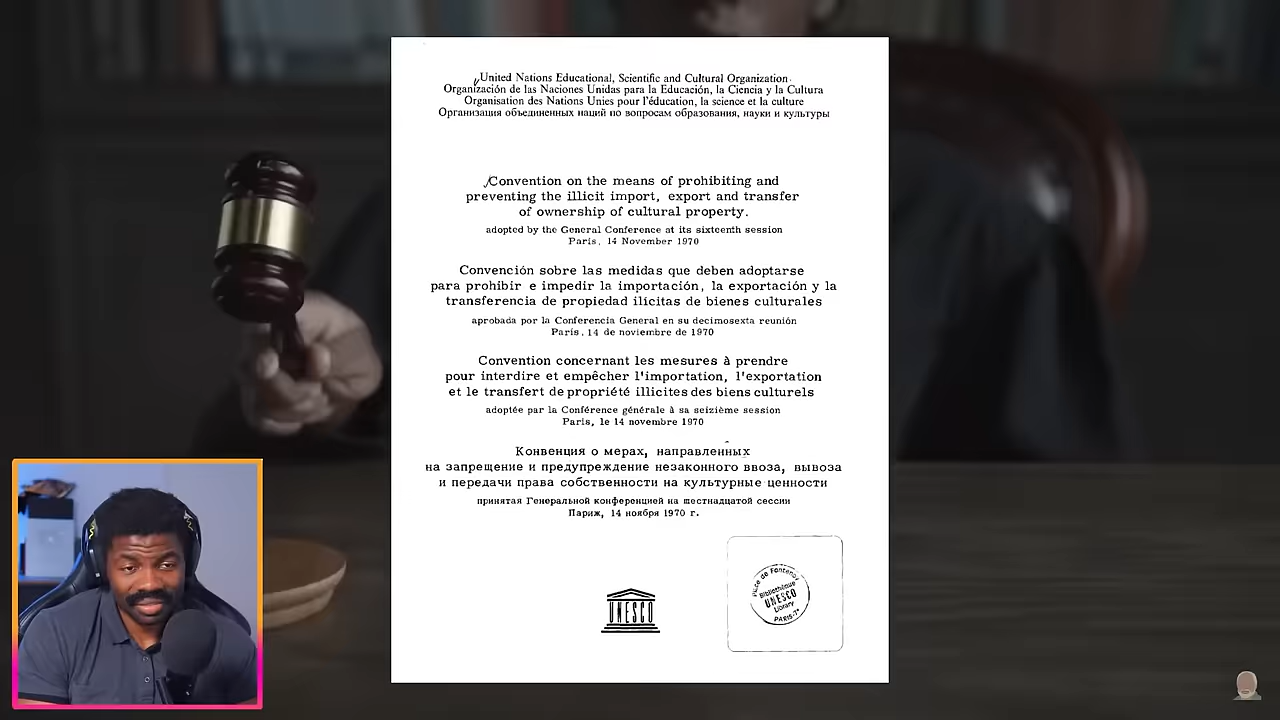 United Nations Educational, Scientific and Cultural Organization
Organización de las Naciones Unidas para la Educación, la Ciencia y la Cultura
Organisation des Nations Unies pour l'éducation, la science et la culture
Организация объединенных наций по вопросам образования, науки и культуры
Convention on the means of prohibiting and
preventing the illicit import, export and transfer
of ownership of cultural property.
adopted by the General Conference at its sixteenth session
Paris, 14 November 1970
Convención sobre las medidas que deben adoptarse
para prohibir e impedir la importación, la exportación y la
transferencia de propiedad ilícitas de bienes culturales
aprobada por la Conferencia General en su decimosexta reunión
París, 14 de noviembre de 1970
Convention concernant les mesures à prendre
pour interdire et empêcher l'importation, l'exportation
et le transfert de propriété illicites des biens culturels
adoptée par la Conférence générale à sa seizième session
Paris, le 14 novembre 1970
Конвенция о мерах, направленных
на запрещение и предупреждение незаконного ввоза, вывоза
и передачи права собственности на культурные ценности
принятая Генеральной конференцией на шестнадцатой сессии
Париж, 14 ноября 1970 г.
UNESCO
Place de Fontenoy
Bibliothèque
UNESCO
Library
PARIS-7e